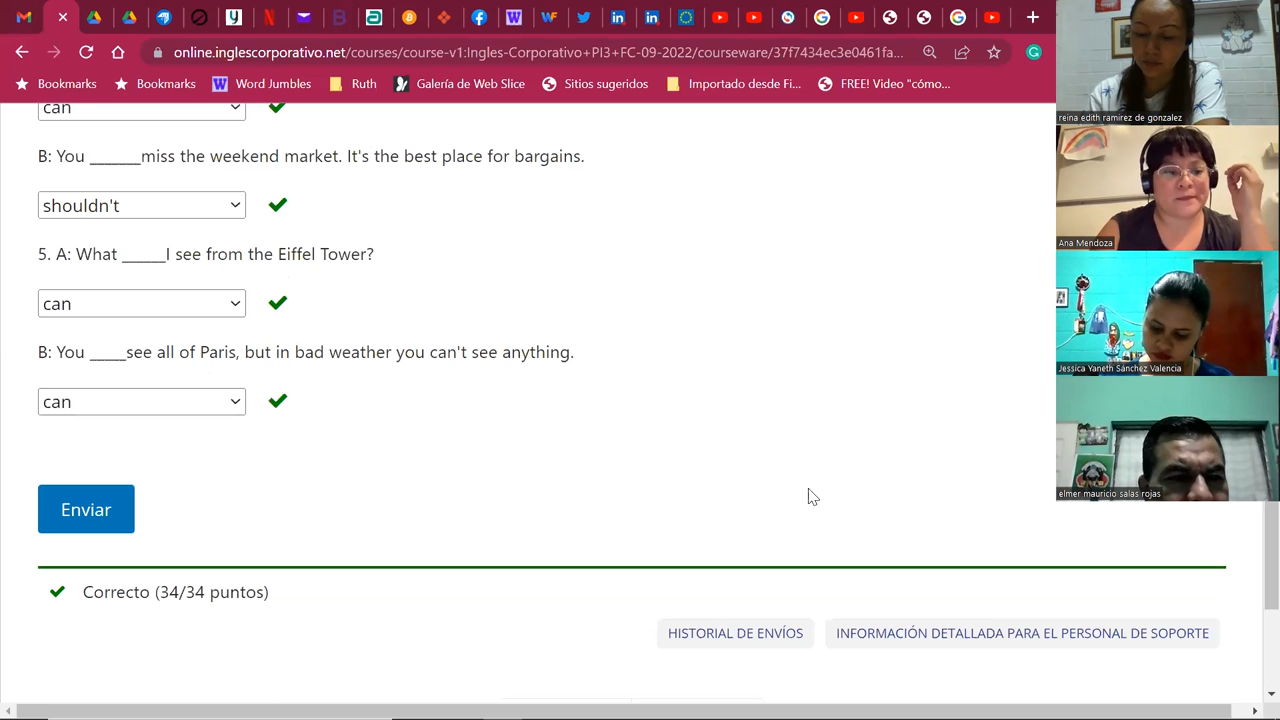 online.inglescorporativo.net/courses/course-v1:Ingles-Corporativo+PI3+FC-09-2022/courseware/37f7434ec3e0461fa...
Bookmarks
Bookmarks
Word Jumbles
Ruth
Galería de Web Slice
Sitios sugeridos
Importado desde Fi...
FREE! Video "cómo...
can
B: You _______miss the weekend market. It's the best place for bargains.
shouldn't
5. A: What ______I see from the Eiffel Tower?
can
B: You _____see all of Paris, but in bad weather you can't see anything.
can
Enviar
Correcto (34/34 puntos)
HISTORIAL DE ENVÍOS
INFORMACIÓN DETALLADA PARA EL PERSONAL DE SOPORTE
reina edith ramirez de gonzalez
Ana Mendoza
Jessica Yaneth Sánchez Valencia
elmer mauricio salas rojas